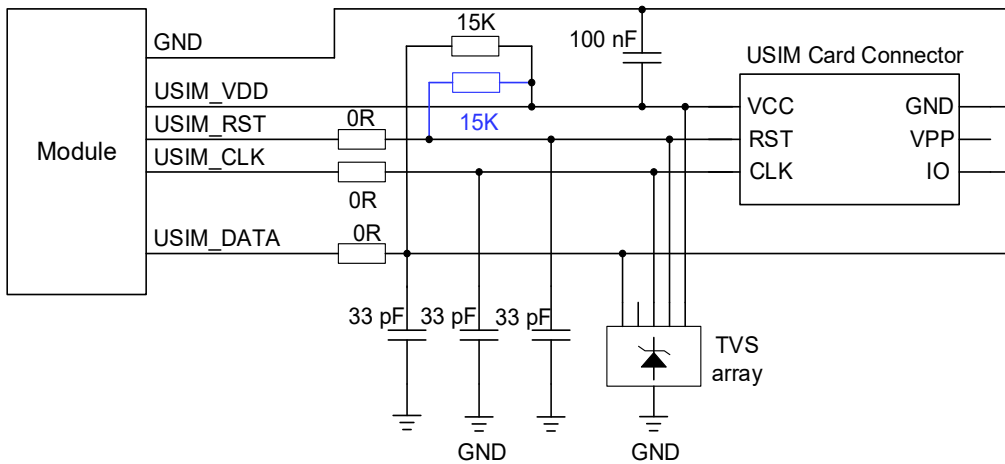 15K
GND
100 nF
USIM Card Connector
USIM_VDD
VCC
GND
15K
USIM_RST
0R
RST
VPP
Module
USIM_CLK
CLK
IO
0R
USIM_DATA
0R
33 pF
33 pF
33 pF
TVS
array
GND
GND